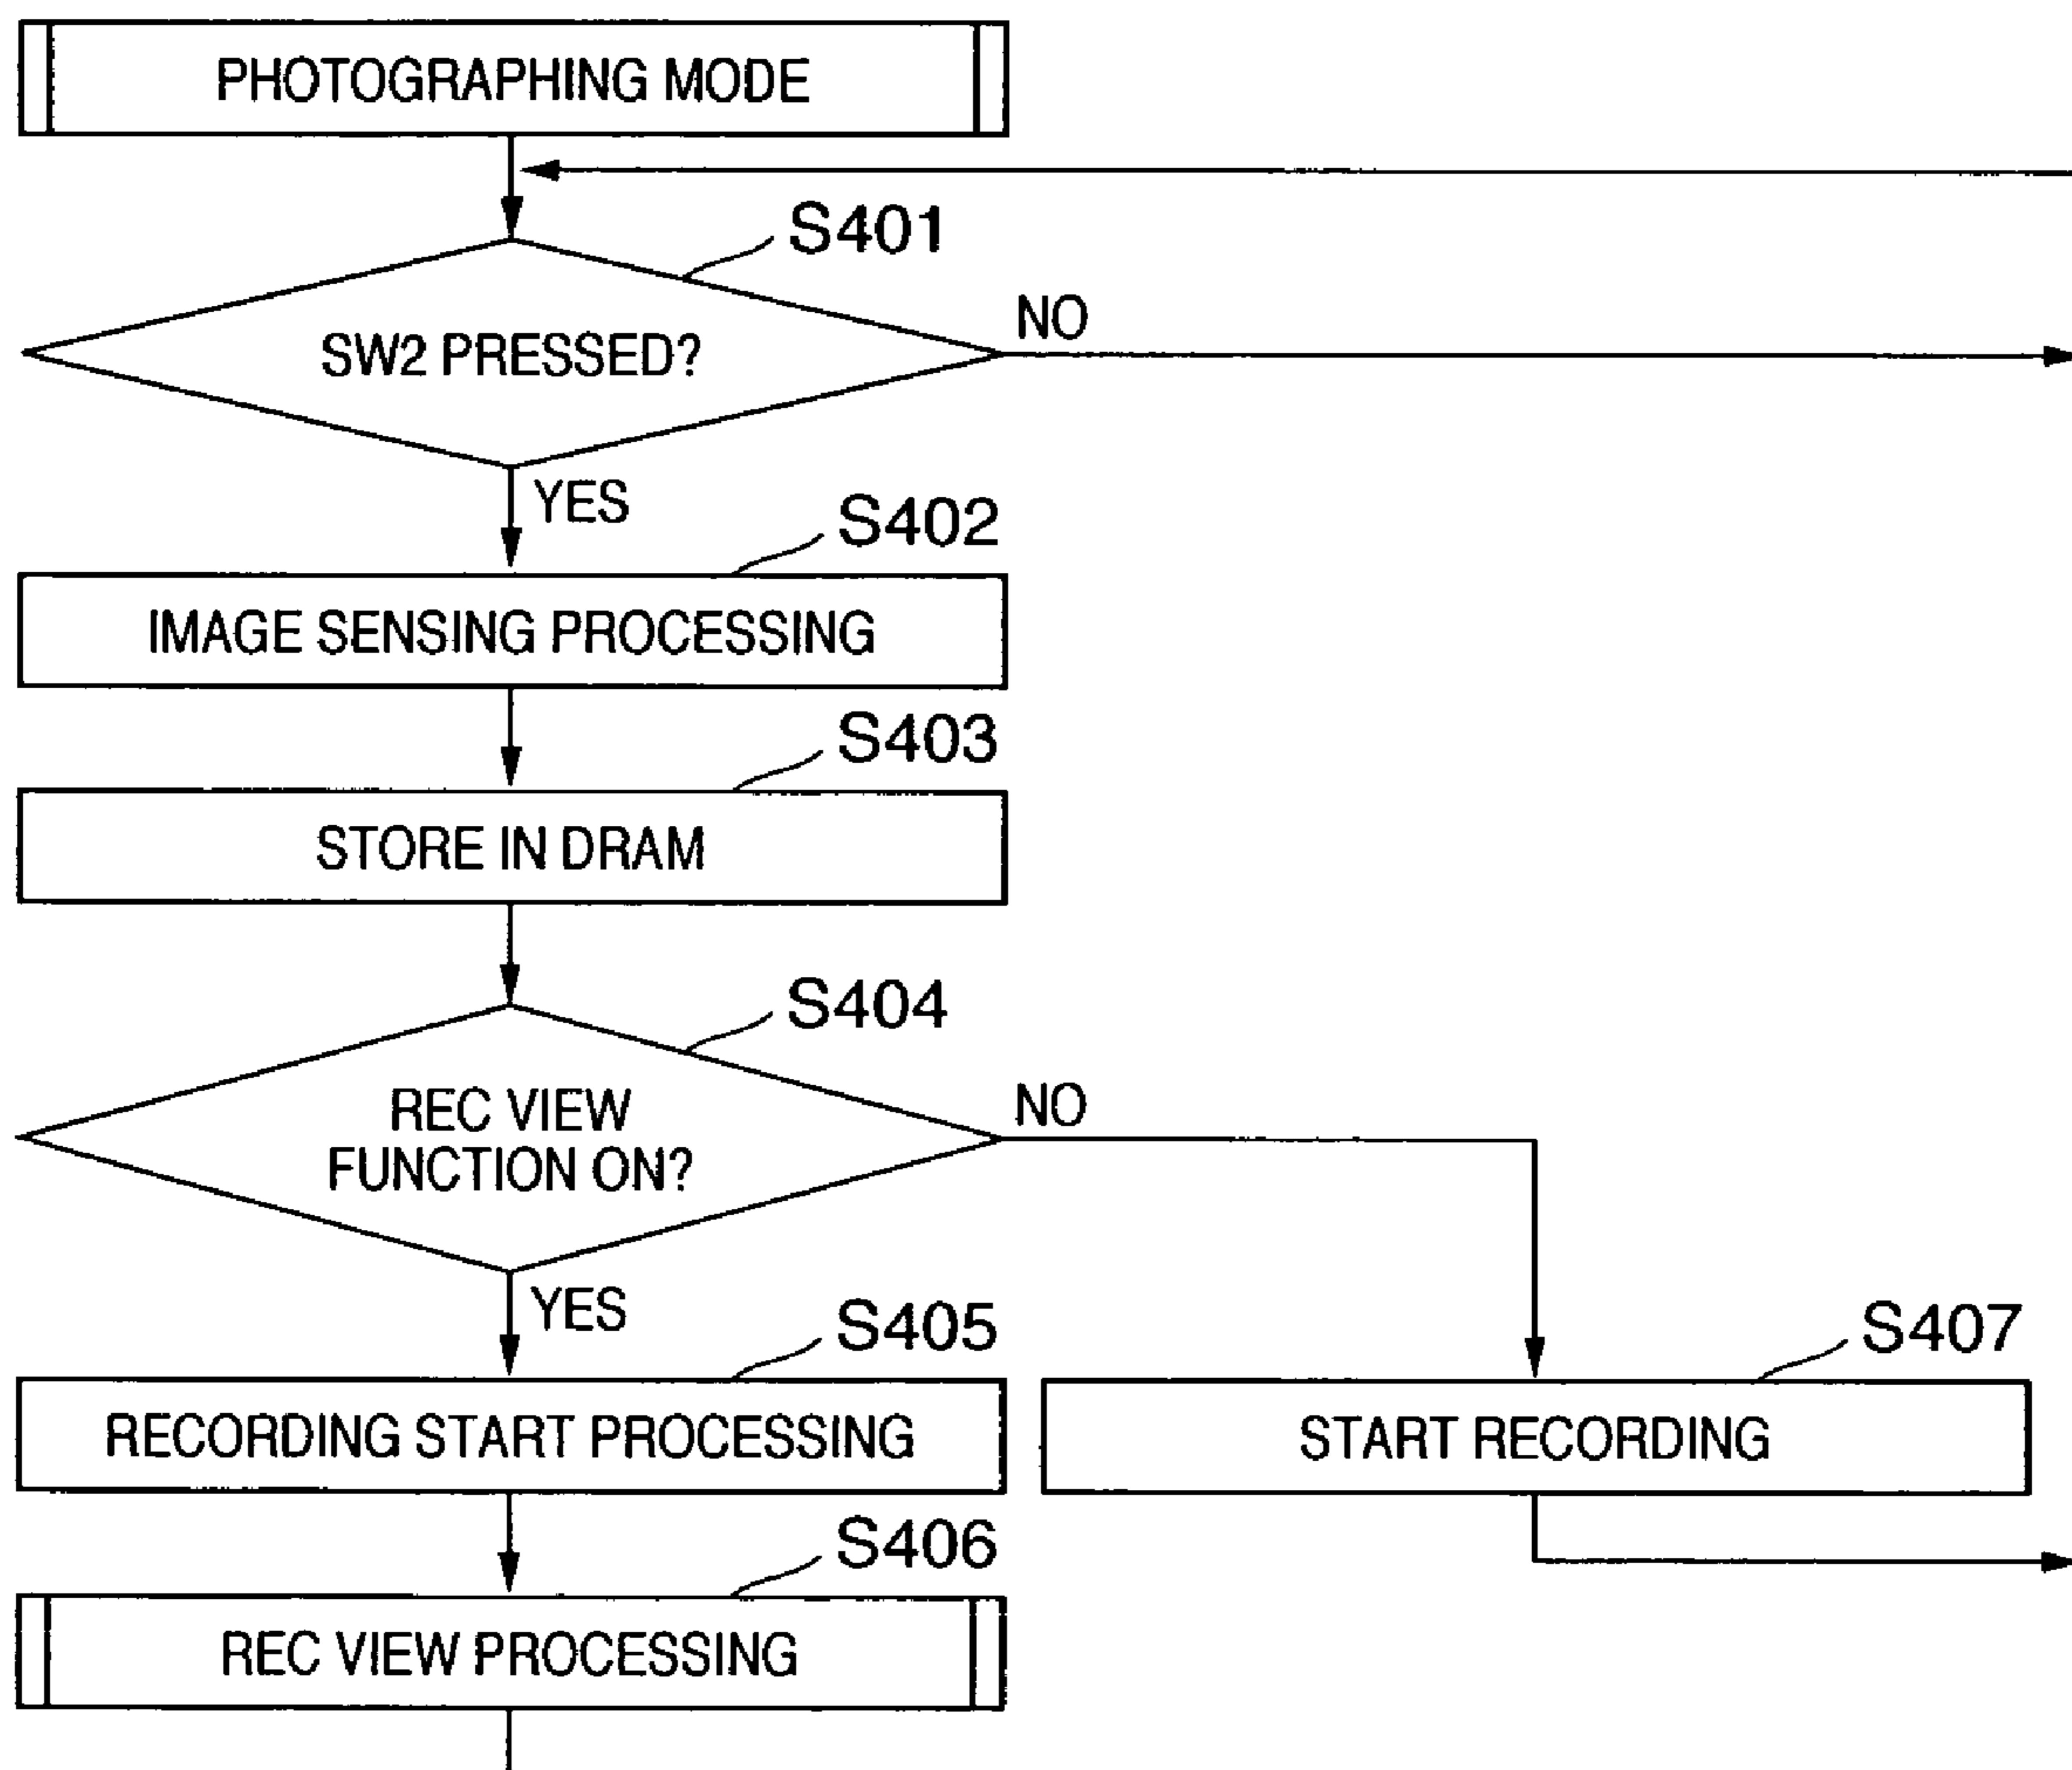 PHOTOGRAPHING MODE
S401
SW2 PRESSED?
NO
YES
S402
IMAGE SENSING PROCESSING
S403
STORE IN DRAM
S404
REC VIEW
FUNCTION ON?
NO
YES
S405
RECORDING START PROCESSING
S407
START RECORDING
S406
REC VIEW PROCESSING